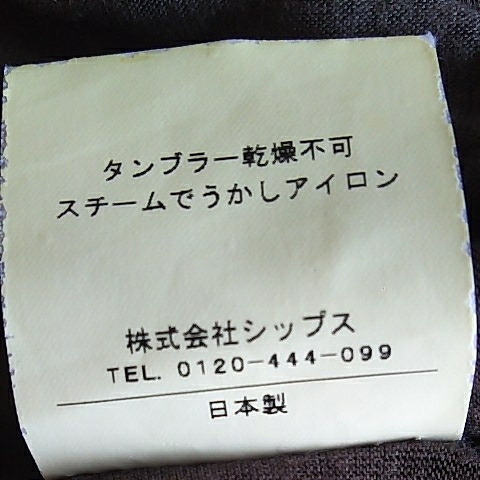 タンブラー乾燥不可
スチームでうかしアイロン
株式会社シップス
TEL. 0120-444-099
日本製